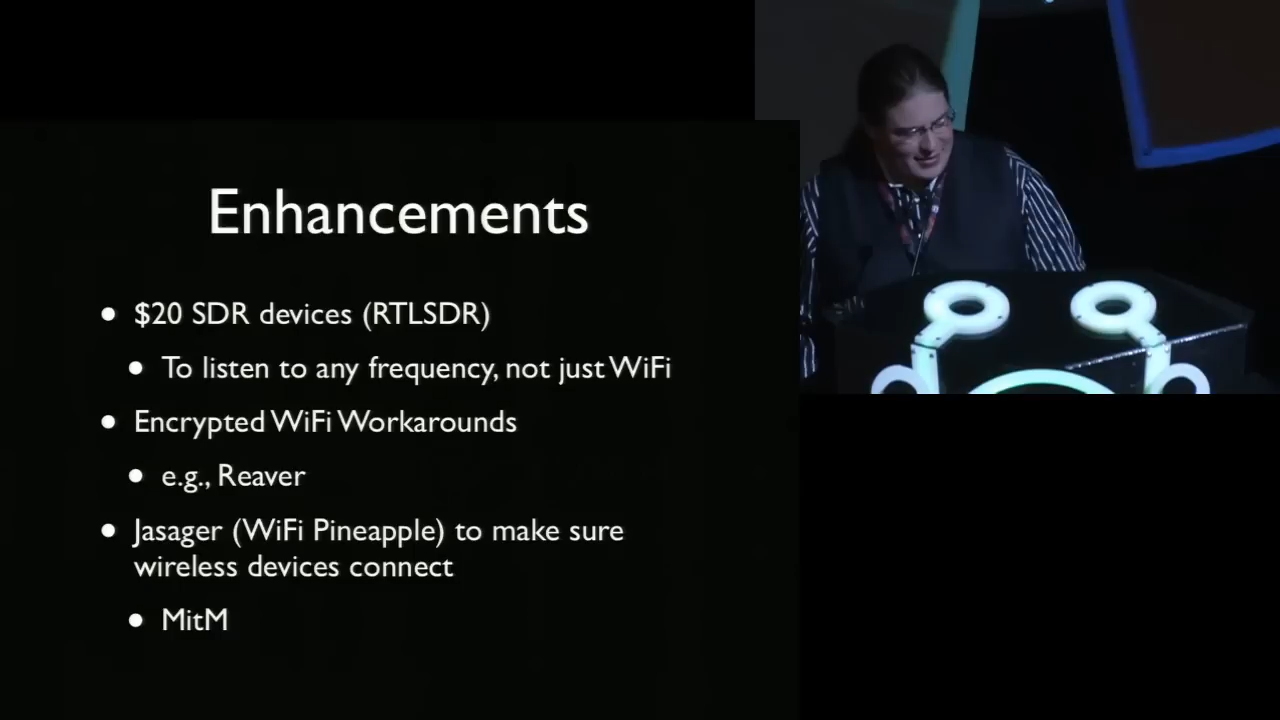 Enhancements
• $20 SDR devices (RTLSDR)
• To listen to any frequency, not just WiFi
• Encrypted WiFi Workarounds
• e.g., Reaver
• Jasager (WiFi Pineapple) to make sure
wireless devices connect
• MitM